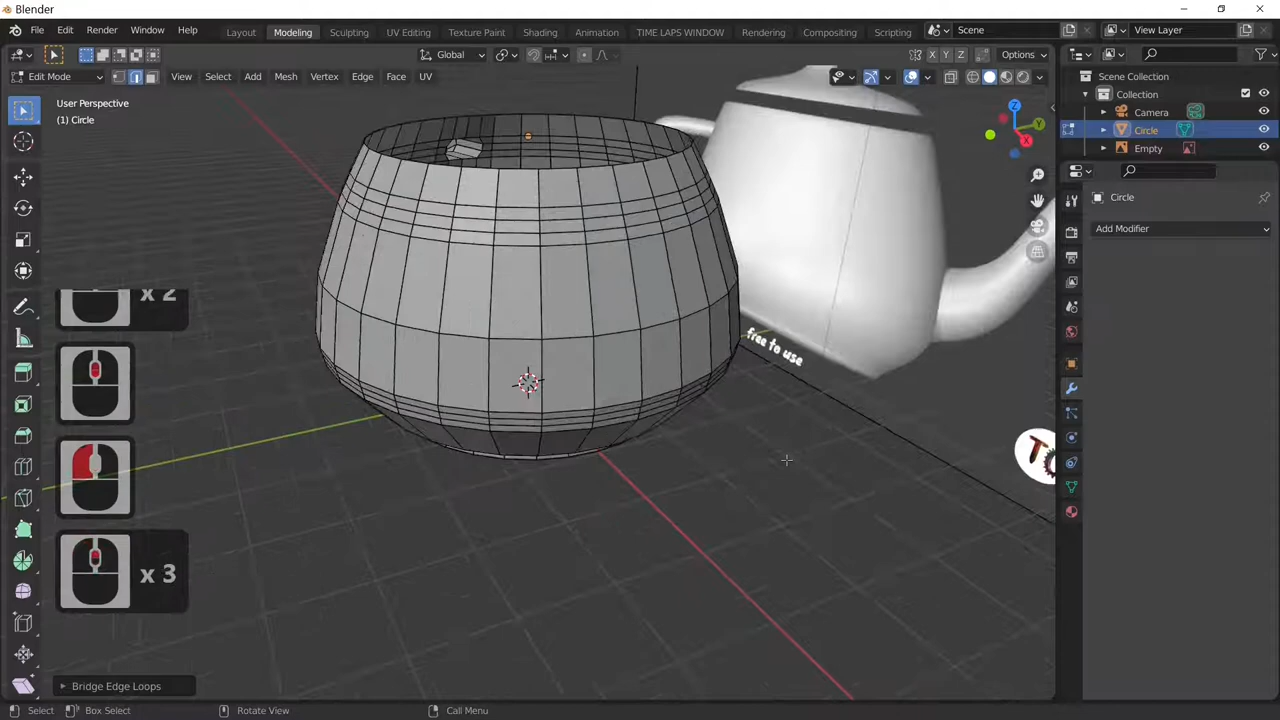 Blender
File Edit Render Window Help Layout Modeling Sculpting UV Editing Texture Paint Shading Animation TIME LAPS WINDOW Rendering Compositing Scripting Scene View Layer
Global X Y Z Options
Edit Mode View Select Add Mesh Vertex Edge Face UV
Scene Collection
Collection
Camera
Circle
Empty
User Perspective
(1) Circle
Z
Y
X
Circle
Add Modifier
x 2
free to use
x 3
Bridge Edge Loops
Select Box Select Rotate View Call Menu